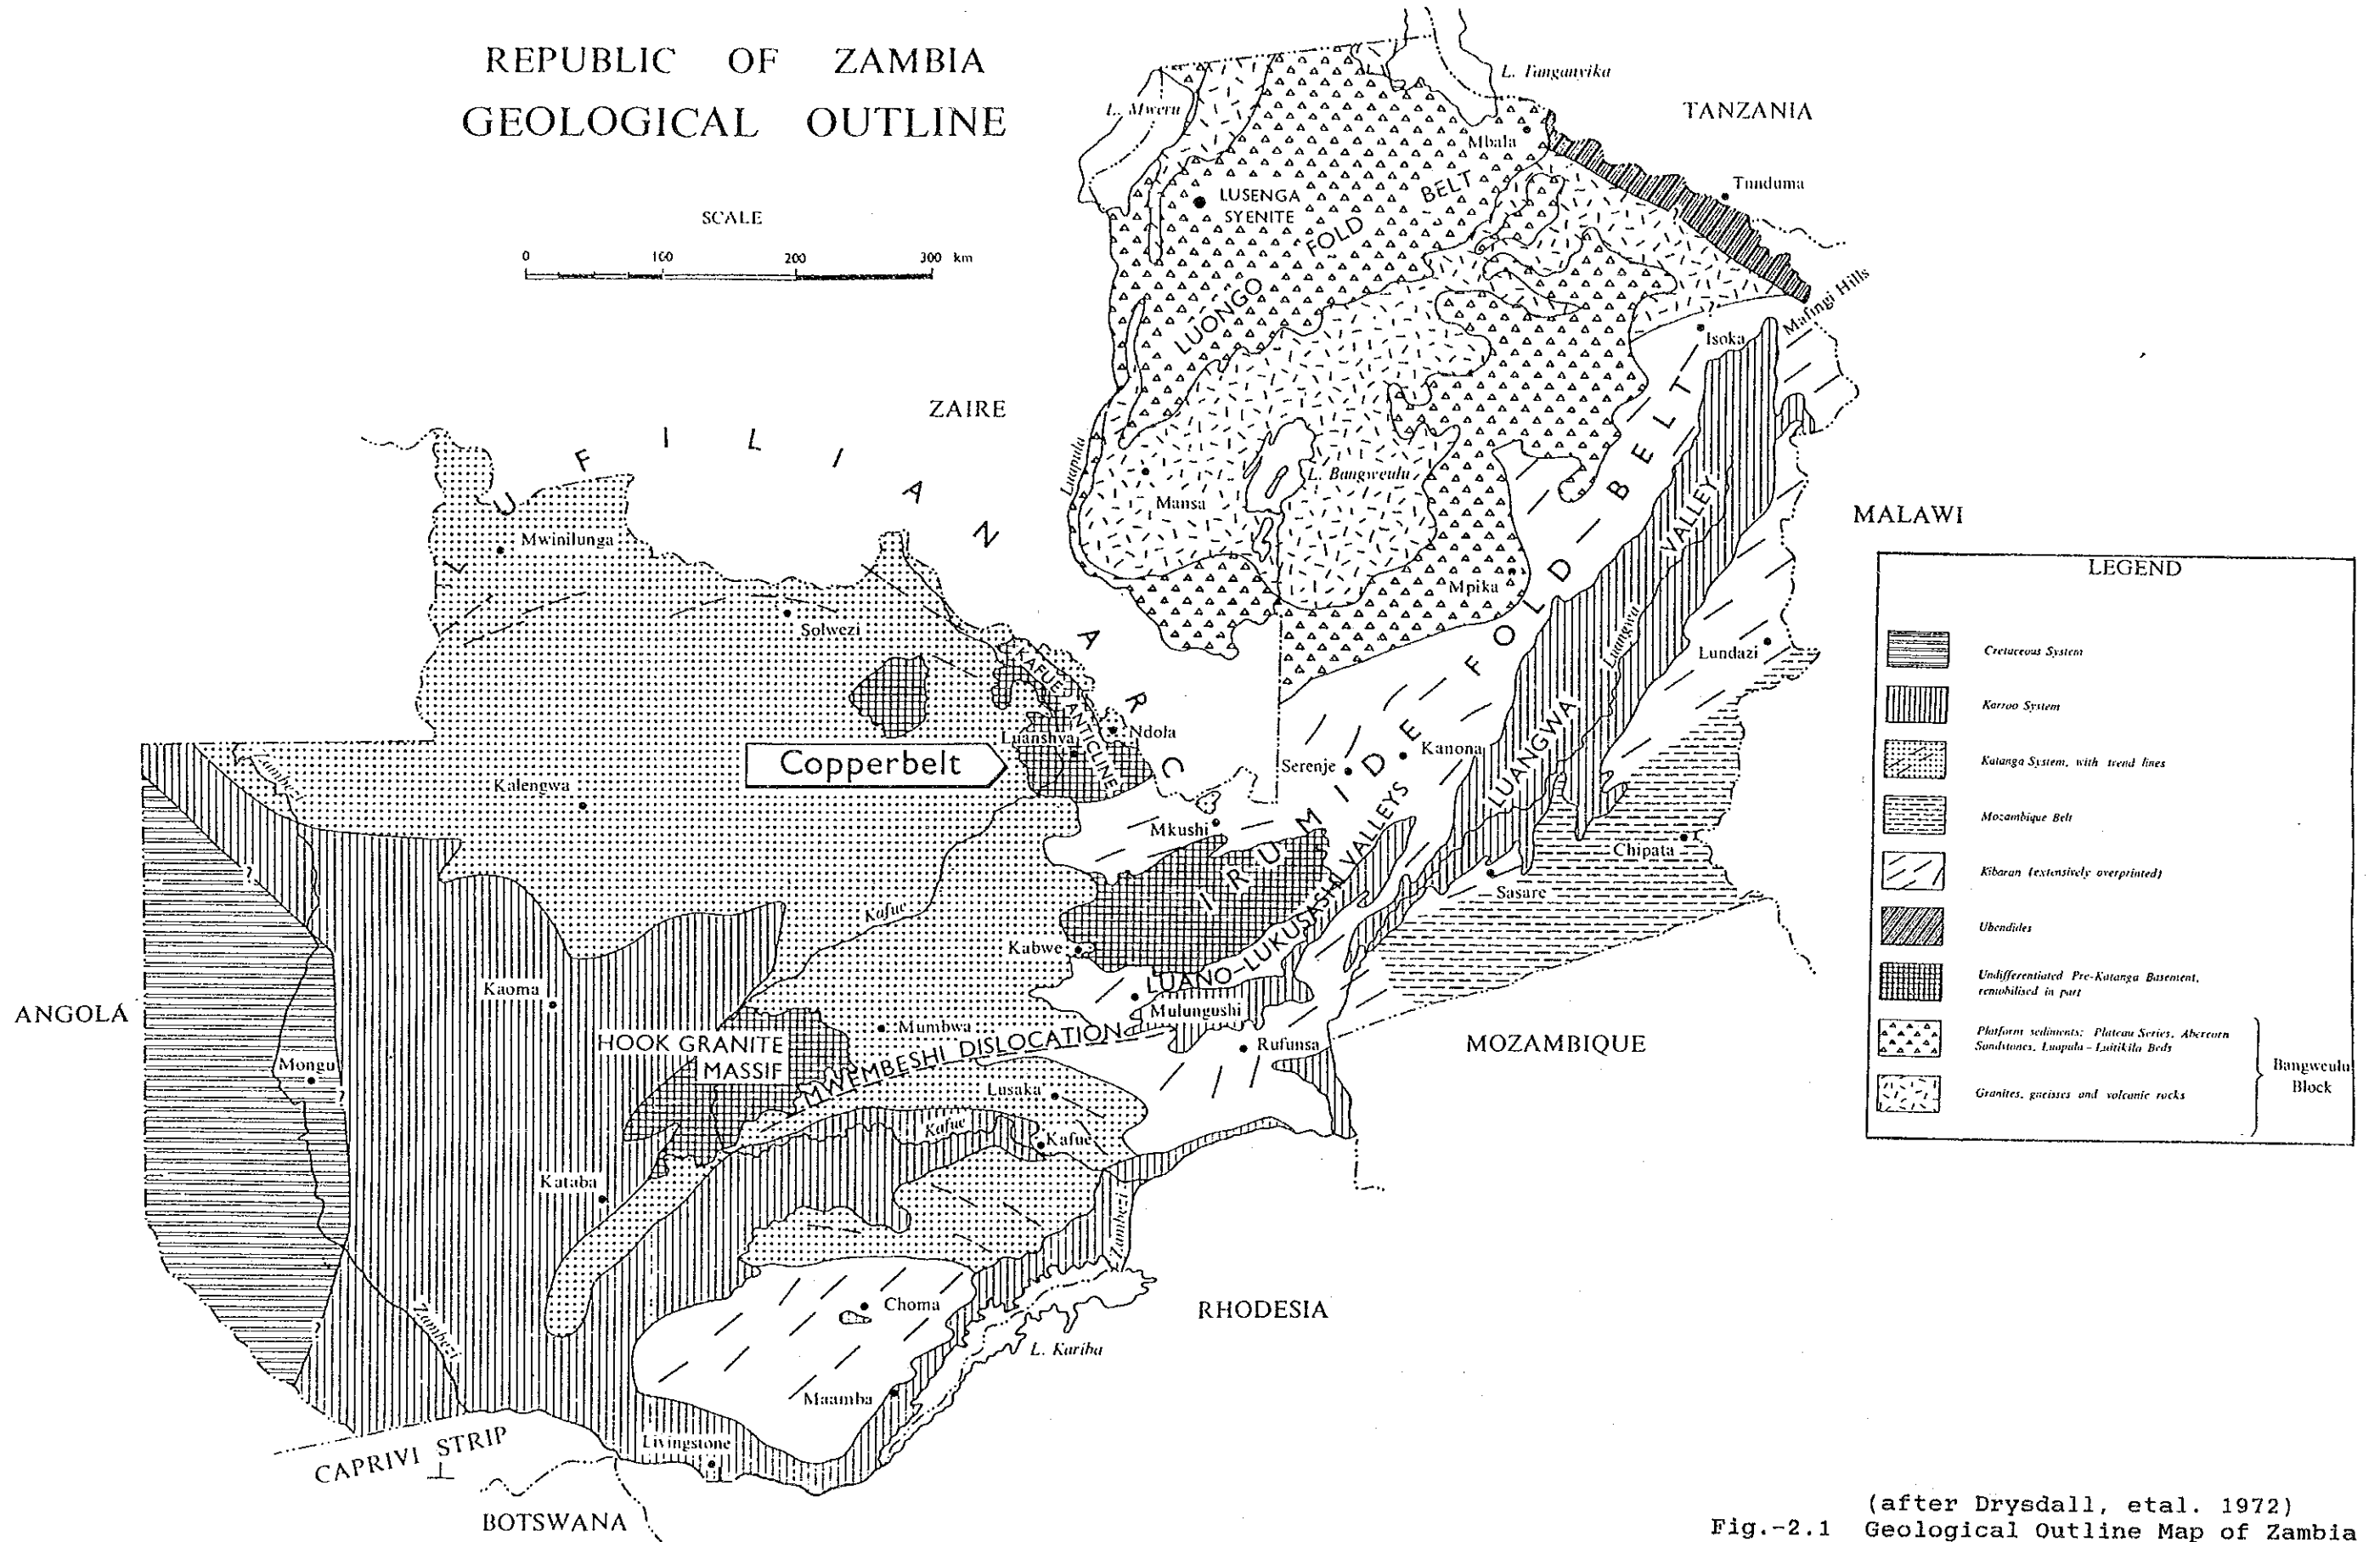 REPUBLIC OF ZAMBIA
GEOLOGICAL OUTLINE
SCALE
0 100 200 300 km
L. Tanganyika
L. Mweru
TANZANIA
Mbala
Tunduma
LUSENGA
SYENITE
LUONGO FOLD BELT
Mafingi Hills
Isoka
ZAIRE
LUFILIAN ARC
Luapula
L. Bangweulu
Mansa
Mwinilunga
MALAWI
Mpika
Solwezi
Lundazi
Luangwa
LUANGWA VALLEY
IRUMIDE FOLD BELT
KAFUE ANTICLINE
Ndola
Luanshya
Copperbelt
Kanona
Serenje
Zambezi
Kalengwa
Mkushi
Chipata
Sasare
Kafue
Kabwe
LUANO-LUKUSASHI VALLEYS
Kaoma
ANGOLA
Mulungushi
Mumbwa
HOOK GRANITE
MASSIF
MWEMBESHI DISLOCATION
Rufunsa
MOZAMBIQUE
Mongu
Lusaka
Kafue
Kafue
Kataba
Zambezi
Choma
RHODESIA
L. Kariba
Zambezi
Maamba
Livingstone
CAPRIVI STRIP
BOTSWANA
LEGEND
Cretaceous System
Karroo System
Katanga System, with trend lines
Mozambique Belt
Kibaran (extensively overprinted)
Ubendides
Undifferentiated Pre-Katanga Basement,
remobilised in part
Platform sediments: Plateau Series, Abercorn
Sandstones, Luapula-Luitikila Beds
Granites, gneisses and volcanic rocks
Bangweulu
Block
(after Drysdall, etal. 1972)
Fig.-2.1 Geological Outline Map of Zambia